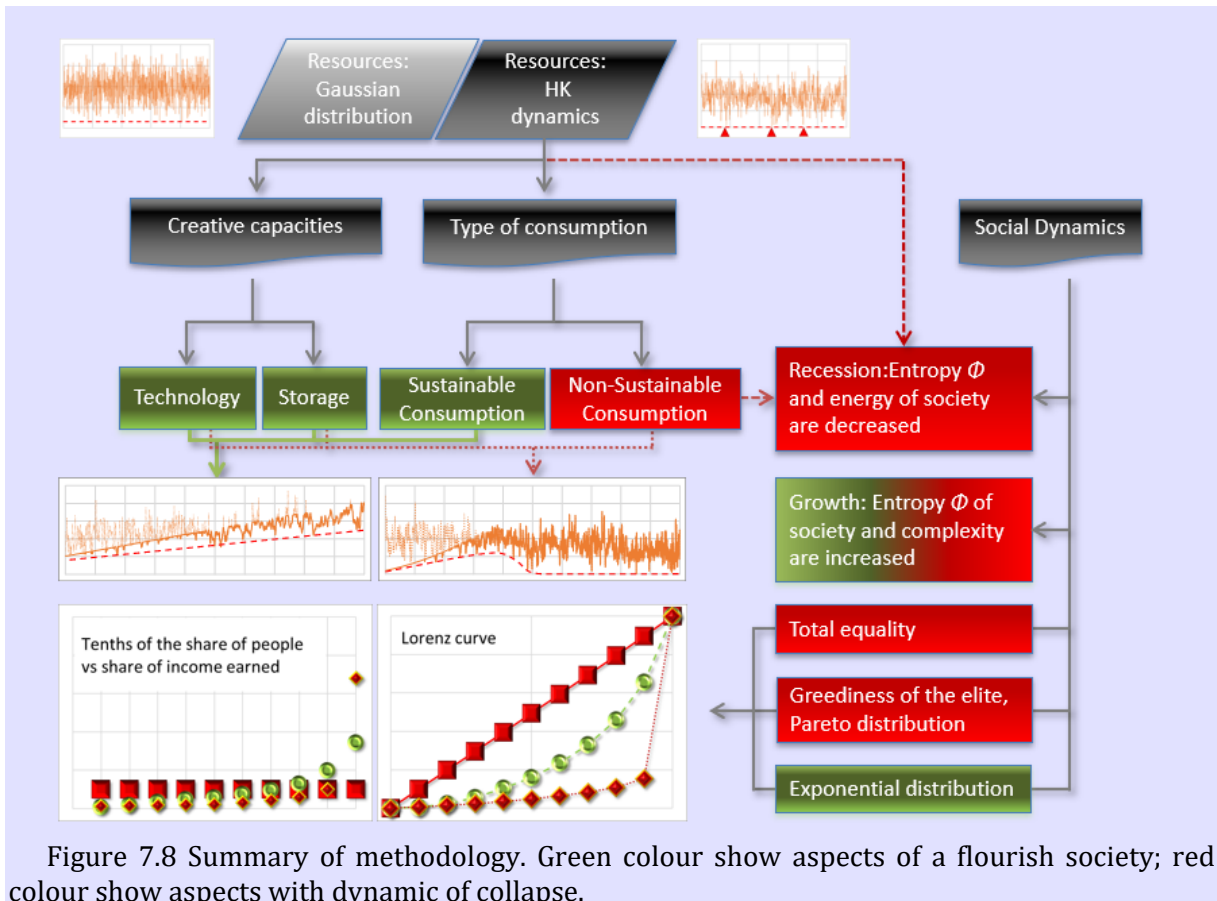 Resources:
Gaussian
distribution
Resources:
HK
dynamics
Creative capacities
Type of consumption
Social Dynamics
Technology
Storage
Sustainable
Consumption
Non-Sustainable
Consumption
Recession:Entropy Φ
and energy of society
are decreased
Growth: Entropy Φ of
society and complexity
are increased
Tenths of the share of people
vs share of income earned
Lorenz curve
Total equality
Greediness of the elite,
Pareto distribution
Exponential distribution
Figure 7.8 Summary of methodology. Green colour show aspects of a flourish society; red
colour show aspects with dynamic of collapse.